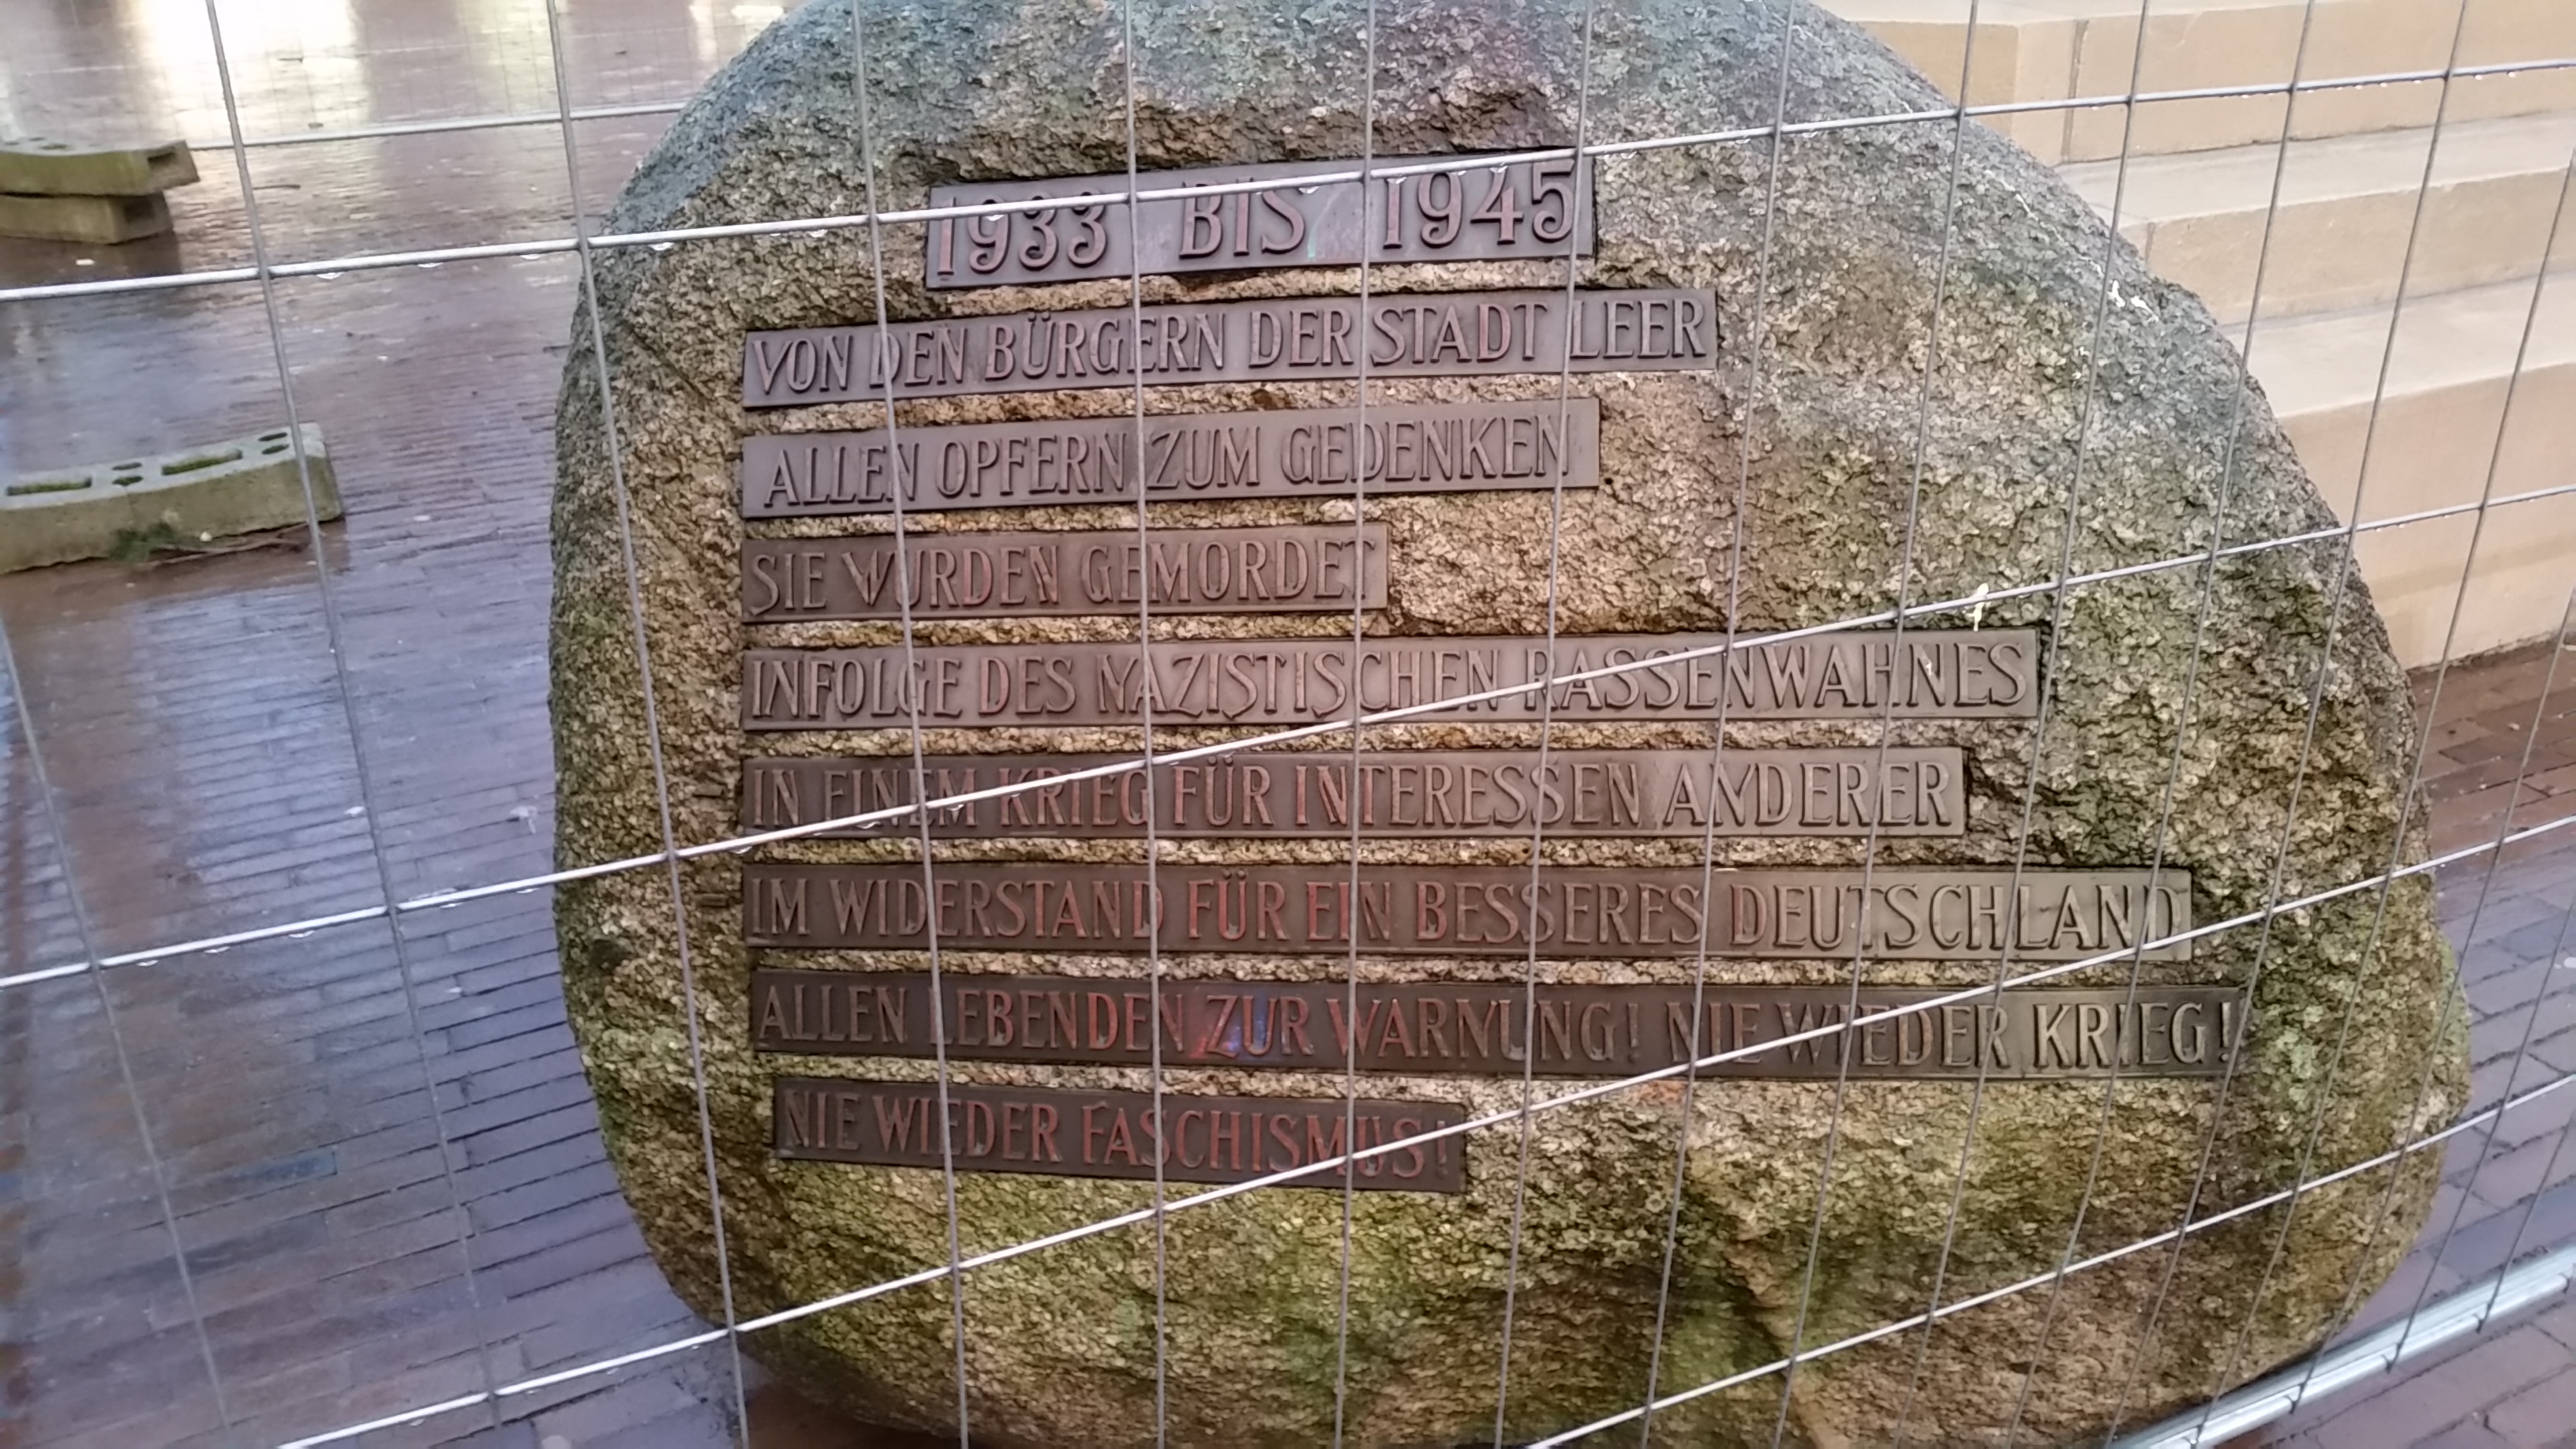 1933 BIS 1945
VON DEN BÜRGERN DER STADT LEER
ALLEN OPFERN ZUM GEDENKEN
SIE WURDEN GEMORDET
INFOLGE DES NAZISTISCHEN RASSENWAHNES
IN EINEM KRIEG FÜR INTERESSEN ANDERER
IM WIDERSTAND FÜR EIN BESSERES DEUTSCHLAND
ALLEN LEBENDEN ZUR WARNUNG! NIE WIEDER KRIEG!
NIE WIEDER FASCHISMUS!